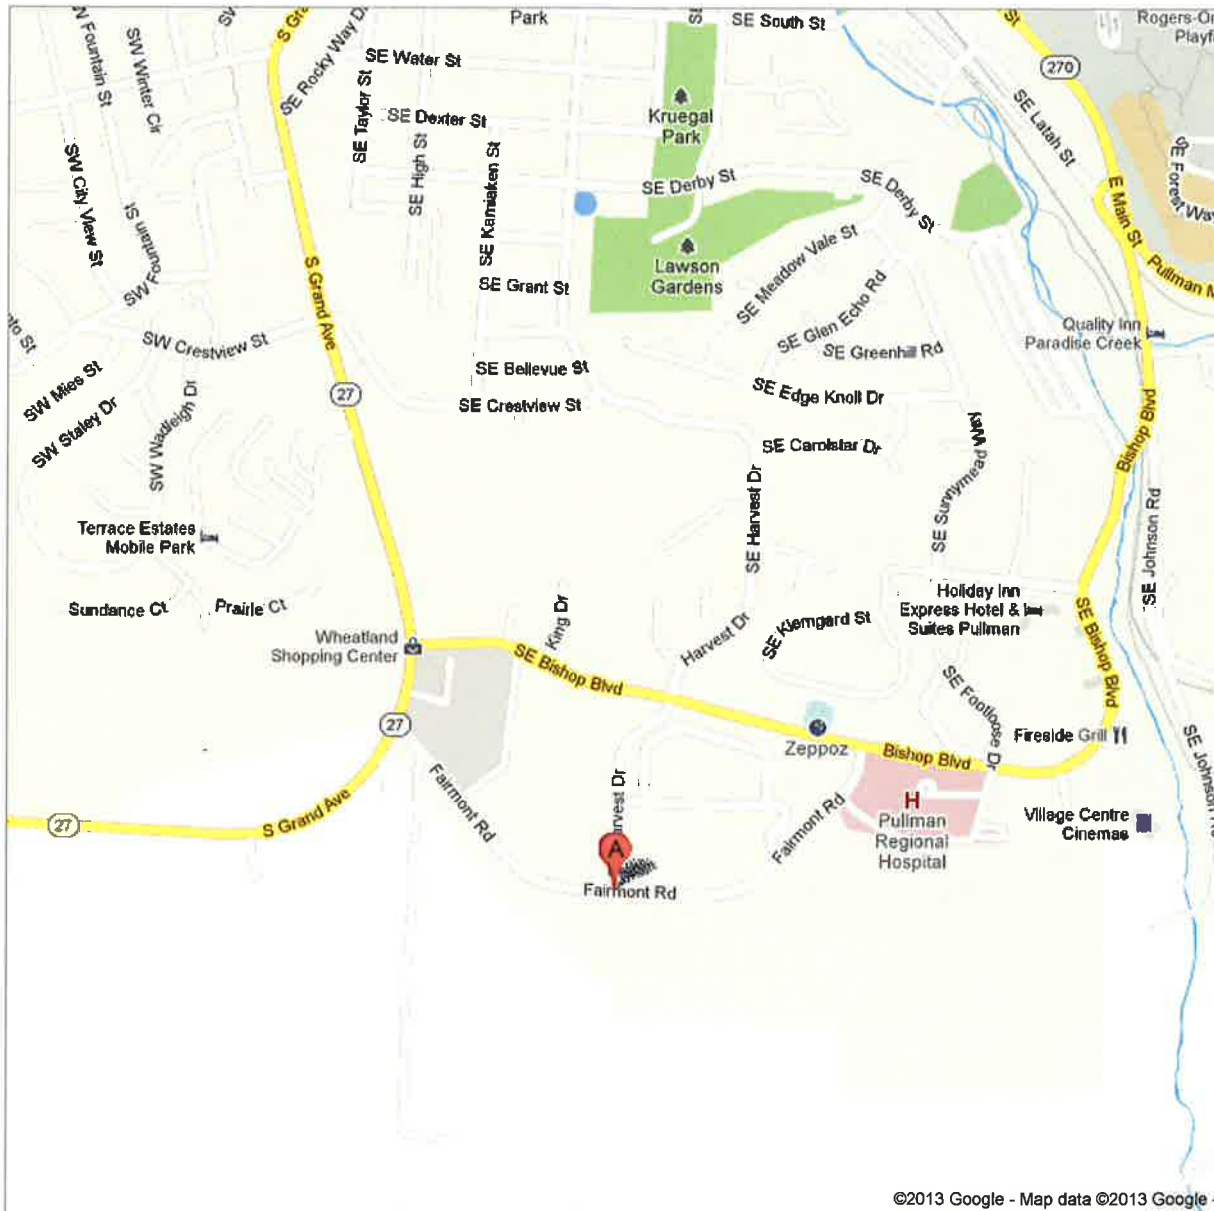 Park
St
SE South St
St
Rogers-Or
Playf
W Fountain St
SW Winter Cir
SW
S Gra
SE Rocky Way D
SE Water St
270
SE Taylor St
SE Dexter St
Kruegal
Park
SE Latah St
SE High St
SE Kamiaken St
SE Derby St
SE Derby St
SE Forest Way
E Main St
SW City View St
SW Fountain St
S Grand Ave
Lawson
Gardens
SE Meadow Vale St
Pullman M
SE Grant St
SE Glen Echo Rd
Quality Inn
Paradise Creek
SW Crestview St
SE Greenhill Rd
SW Mies St
SE Bellevue St
SE Edge Knoll Dr
27
SE Crestview St
SW Staley Dr
SW Wadleigh Dr
SE Carolstar Dr
SE Sunnymead Way
Bishop Blvd
SE Harvest Dr
SE Johnson Rd
Terrace Estates
Mobile Park
Sundance Ct
Prairie Ct
King Dr
Holiday Inn
Express Hotel &
Suites Pullman
SE Bishop Blvd
Wheatland
Shopping Center
Harvest Dr
SE Klemgard St
SE Bishop Blvd
SE Footloose Dr
27
Zeppoz
Bishop Blvd
Fireside Grill
SE Johnson Rd
Fairmont Rd
arvest Dr
Fairmont Rd
H
Pullman
Regional
Hospital
Village Centre
Cinemas
27
S Grand Ave
A
Fairmont Rd
©2013 Google - Map data ©2013 Google -